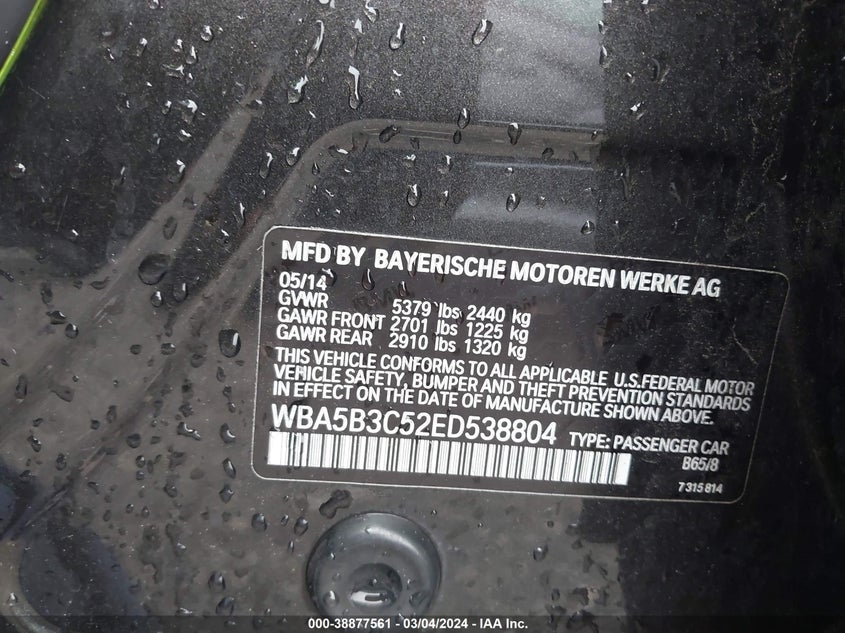 MFD BY BAYERISCHE MOTOREN WERKE AG
05/14
GVWR 5379 lbs 2440 kg
GAWR FRONT 2701 lbs 1225 kg
GAWR REAR 2910 lbs 1320 kg
THIS VEHICLE CONFORMS TO ALL APPLICABLE U.S.FEDERAL MOTOR
VEHICLE SAFETY, BUMPER AND THEFT PREVENTION STANDARDS
IN EFFECT ON THE DATE OF MANUFACTURE SHOWN ABOVE.
WBA5B3C52ED538804 TYPE: PASSENGER CAR
B65/8
7315814
000-38877561 - 03/04/2024 - IAA Inc.